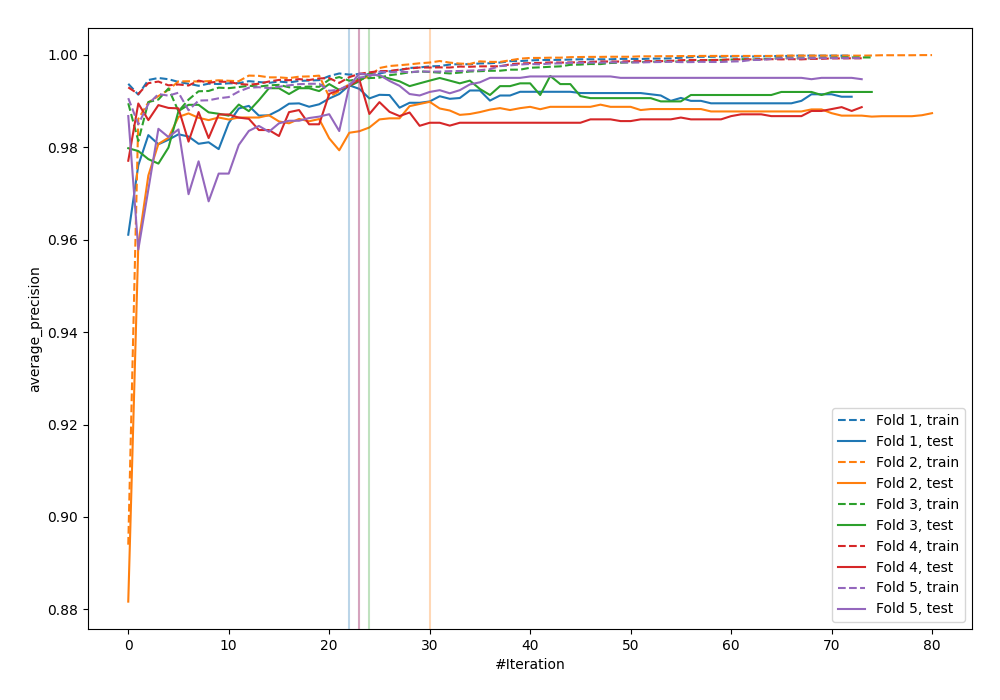 1.00
0.98
0.96
0.94
0.92
0.90
0.88
average_precision
0 10 20 30 40 50 60 70 80
#Iteration
Fold 1, train
Fold 1, test
Fold 2, train
Fold 2, test
Fold 3, train
Fold 3, test
Fold 4, train
Fold 4, test
Fold 5, train
Fold 5, test